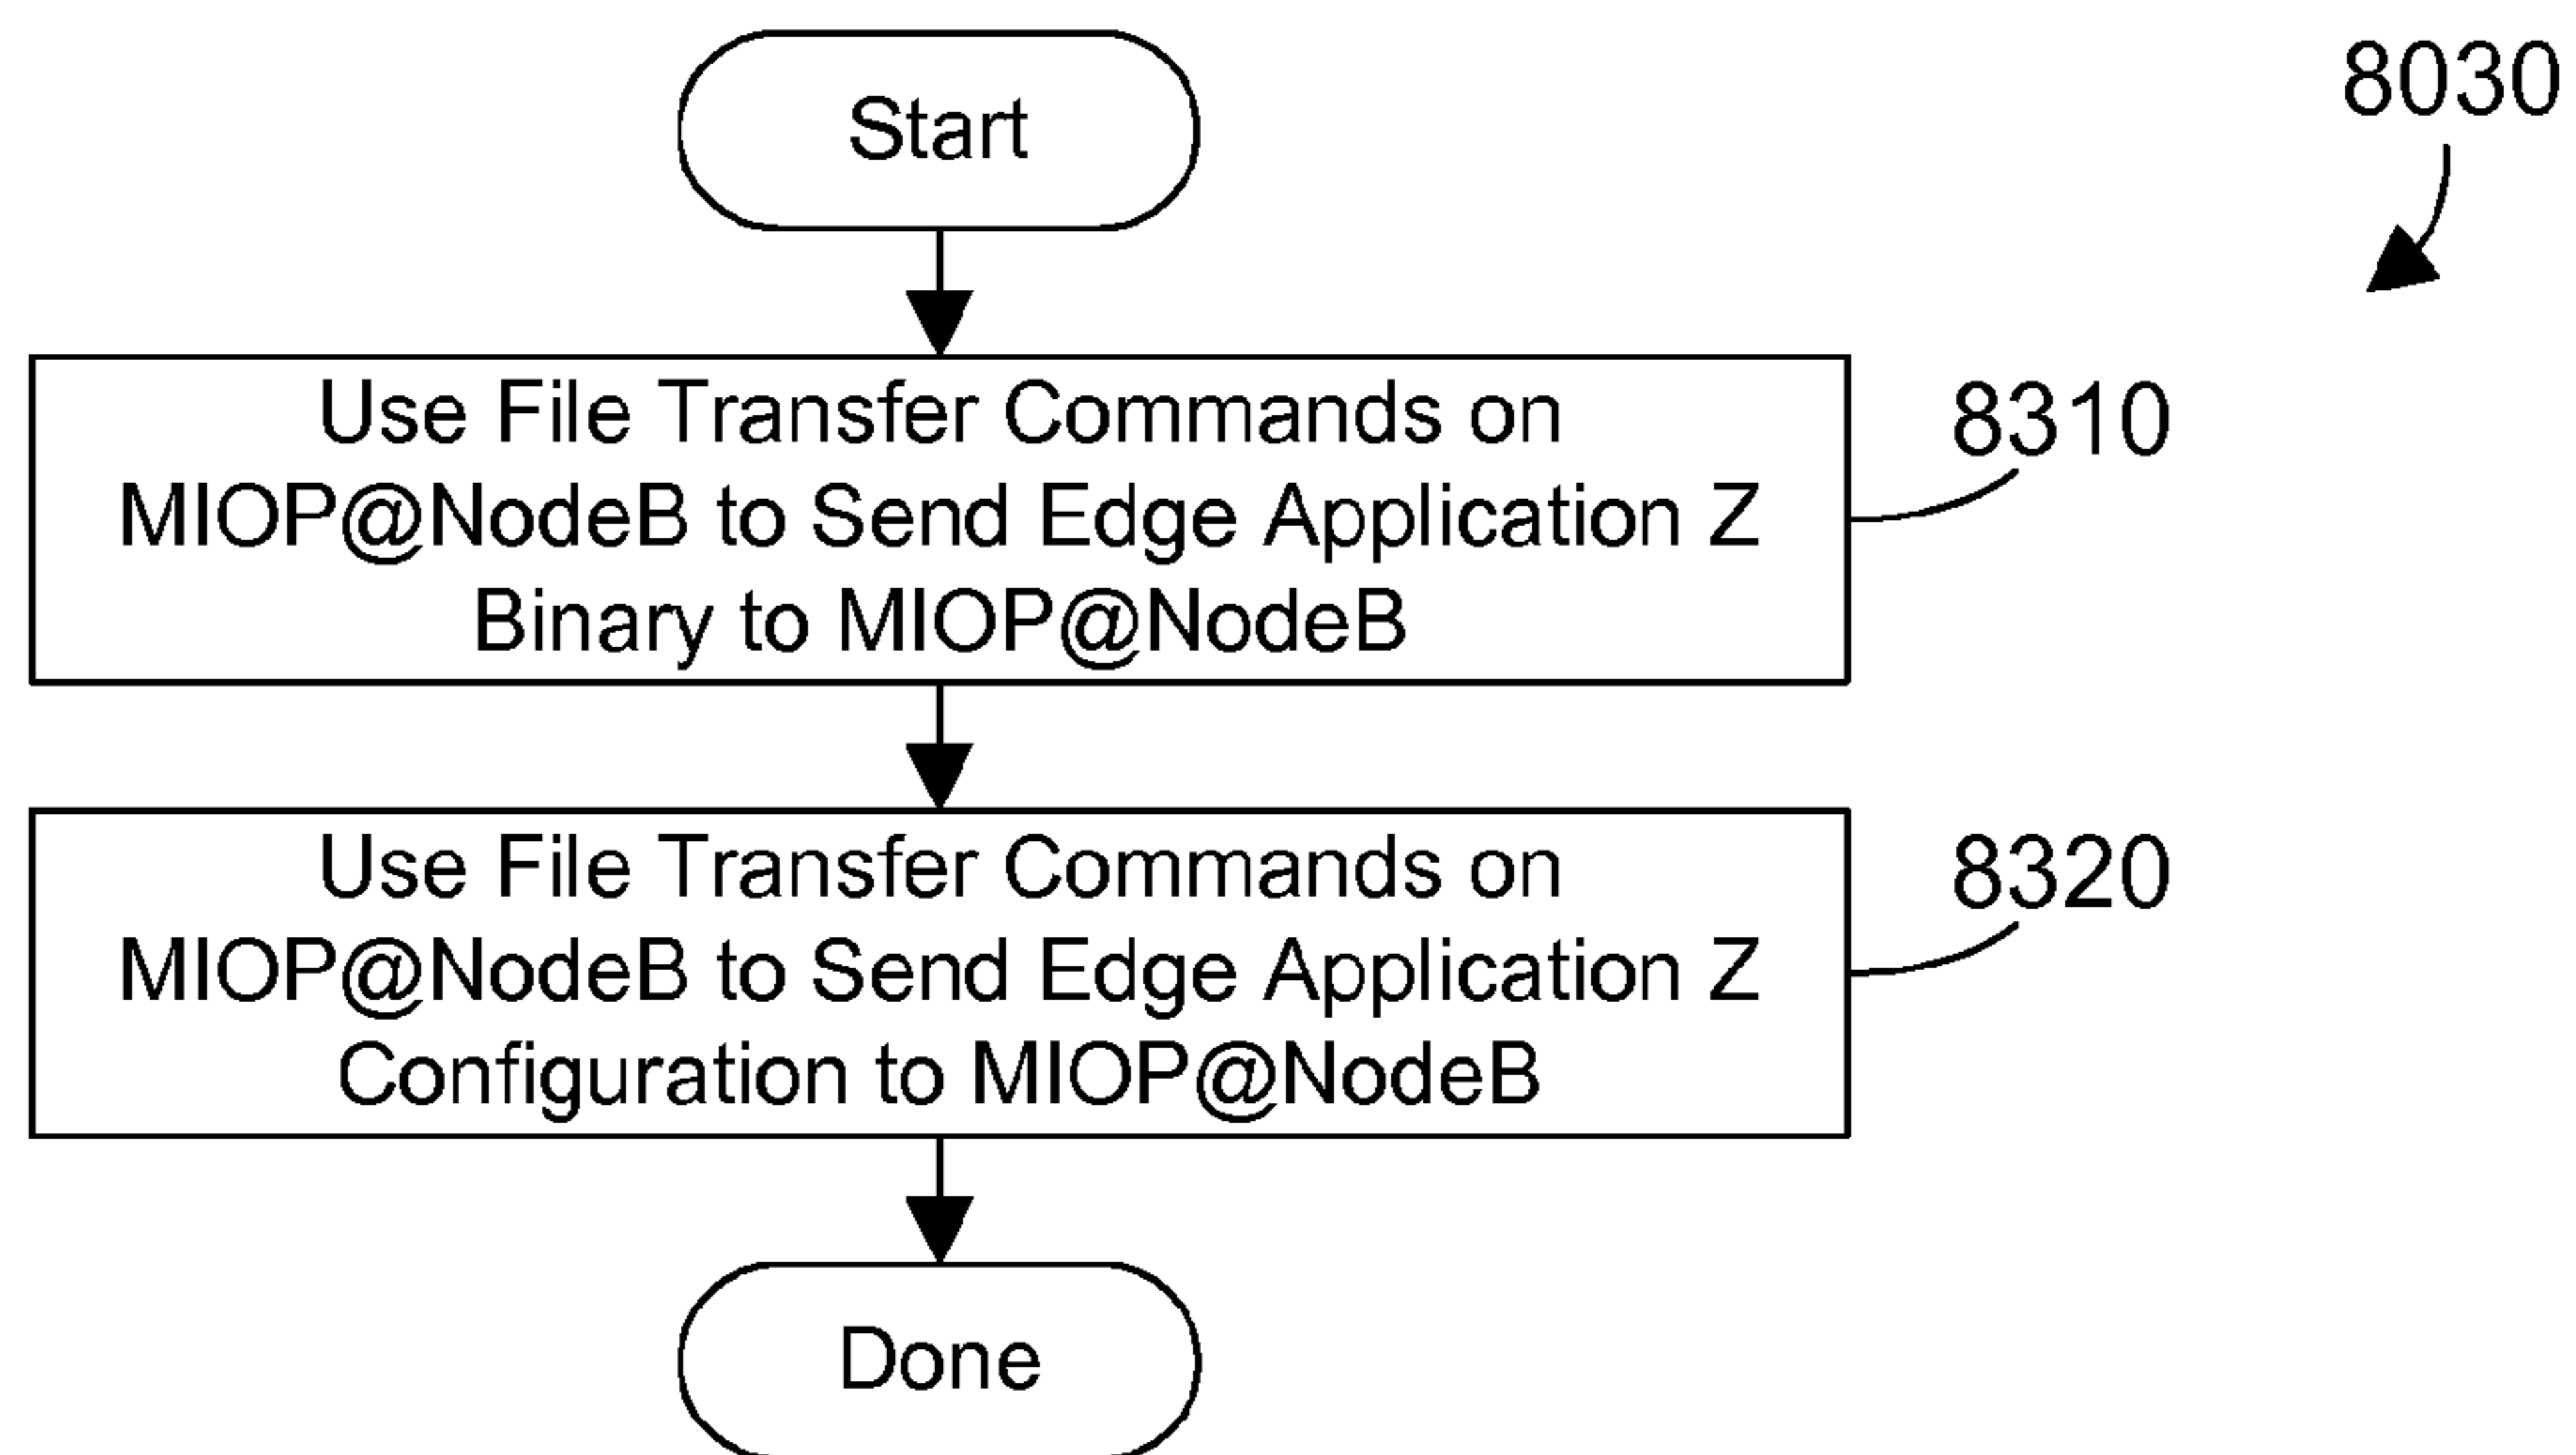 Start
8030
Use File Transfer Commands on
MIOP@NodeB to Send Edge Application Z
Binary to MIOP@NodeB
8310
Use File Transfer Commands on
MIOP@NodeB to Send Edge Application Z
Configuration to MIOP@NodeB
8320
Done